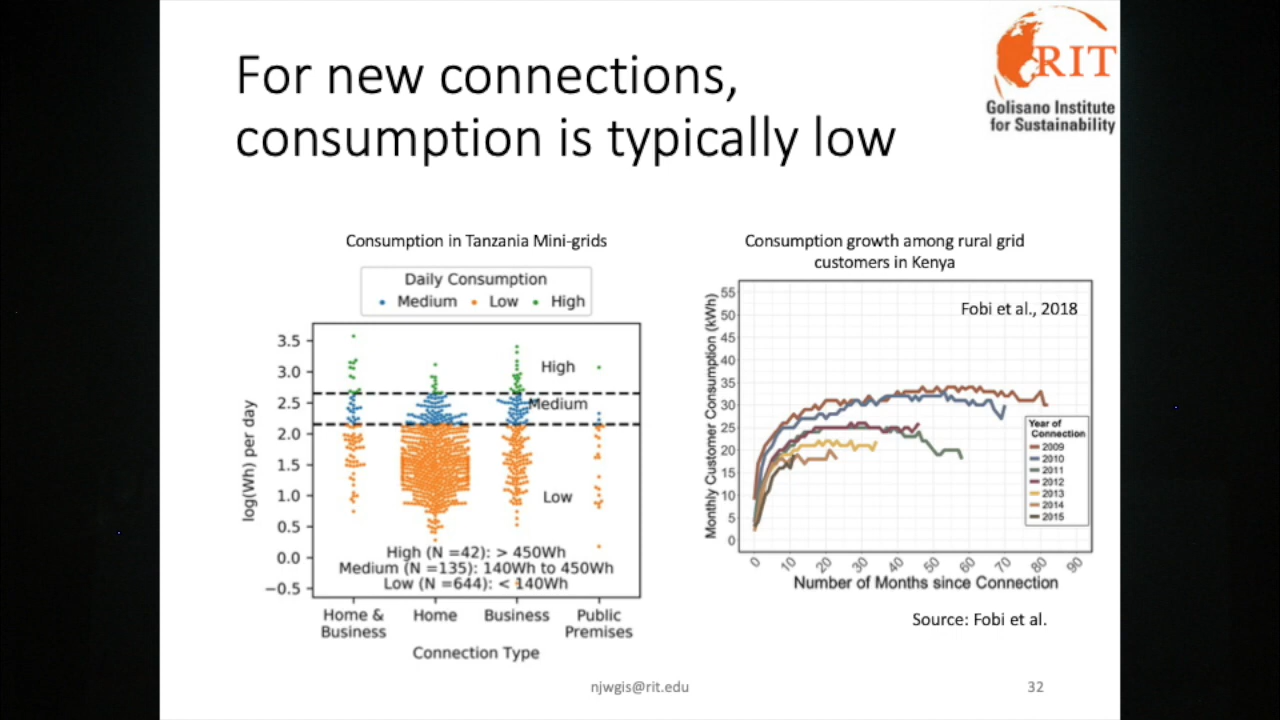 For new connections,
consumption is typically low
RIT
Golisano Institute
for Sustainability
Consumption in Tanzania Mini-grids
Daily Consumption
Medium Low High
3.5
3.0
2.5
2.0
1.5
1.0
0.5
0.0
−0.5
log(Wh) per day
High
Medium
Low
High (N =42): > 450Wh
Medium (N =135): 140Wh to 450Wh
Low (N =644): < 140Wh
Home & Business
Home
Business
Public Premises
Connection Type
Consumption growth among rural grid
customers in Kenya
Fobi et al., 2018
Monthly Customer Consumption (kWh)
55
50
45
40
35
30
25
20
15
10
5
0
Year of
Connection
2009
2010
2011
2012
2013
2014
2015
0 10 20 30 40 50 60 70 80 90
Number of Months since Connection
Source: Fobi et al.
njwgis@rit.edu
32